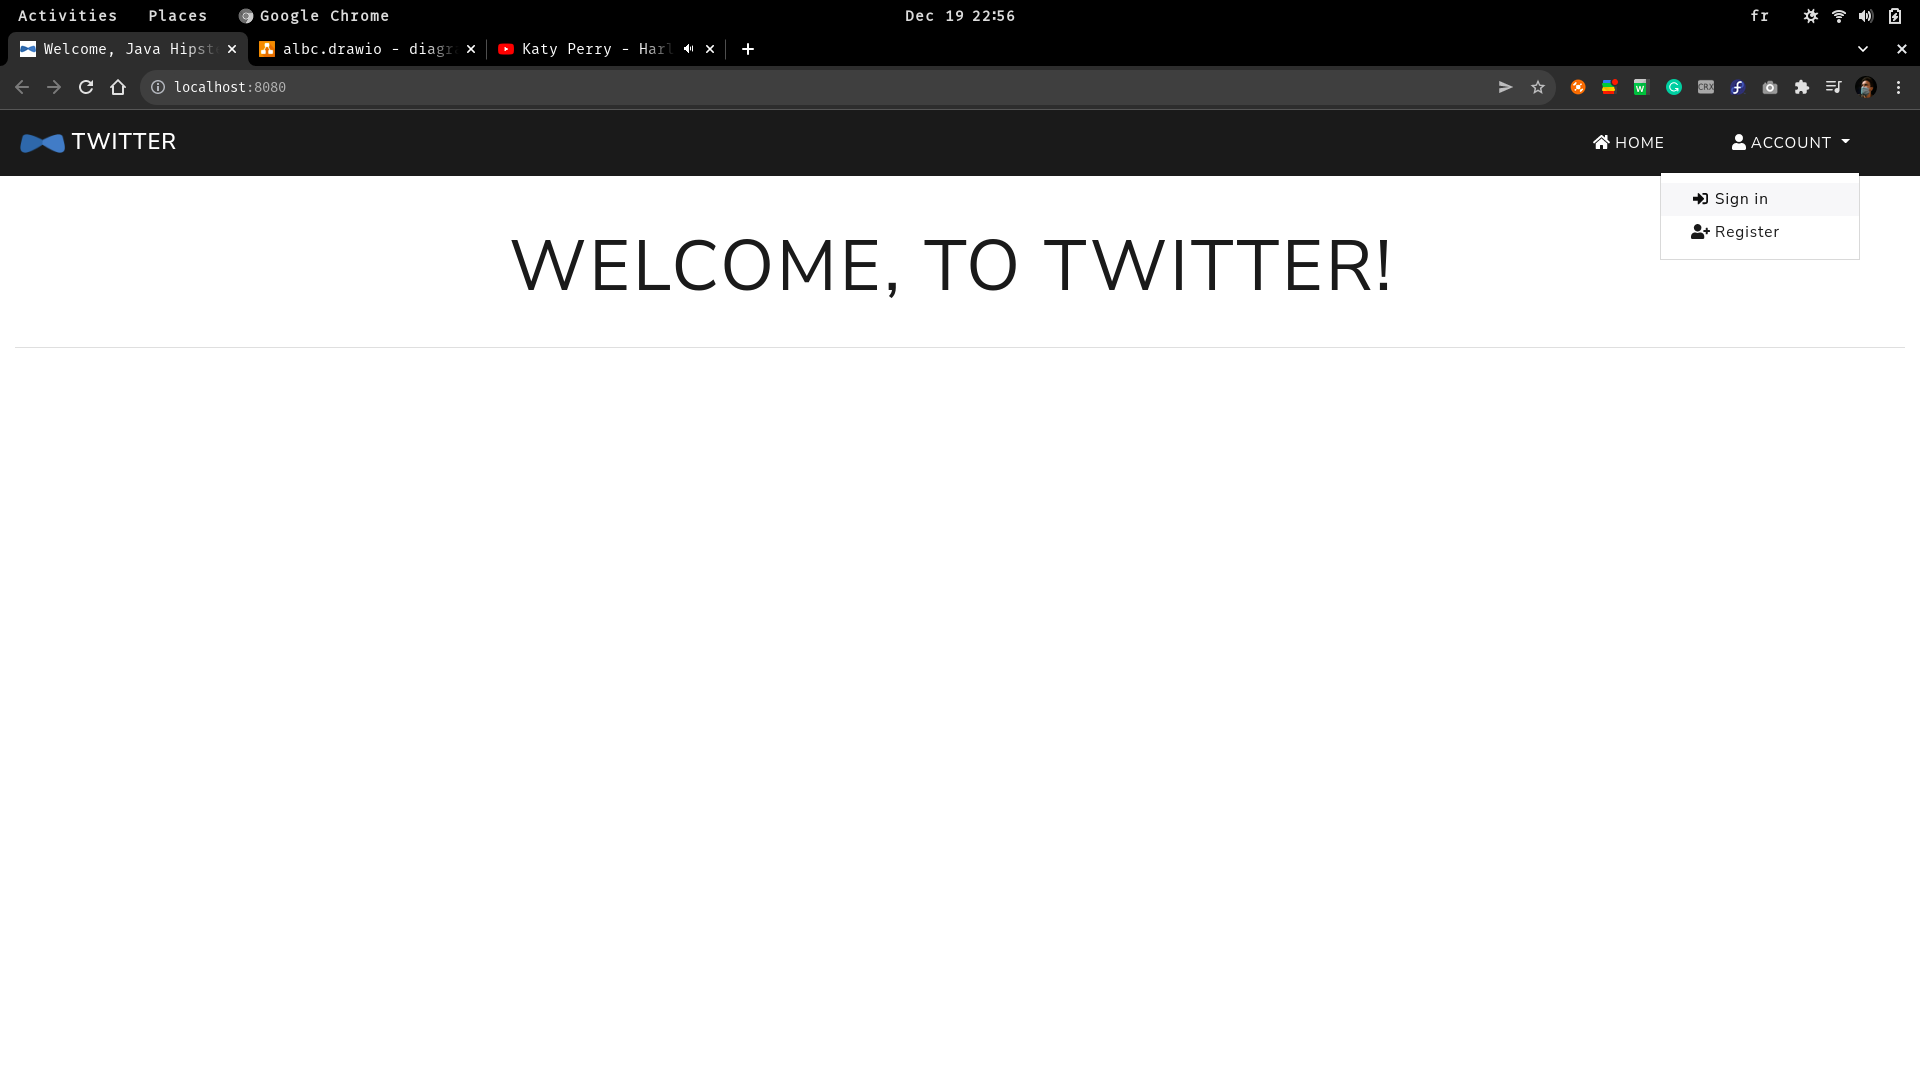 Activities Places Google Chrome Dec 19 22:56 fr
Welcome, Java Hipst albc.drawio - diagr Katy Perry - Harl
localhost:8080
TWITTER HOME ACCOUNT
Sign in
Register
WELCOME, TO TWITTER!